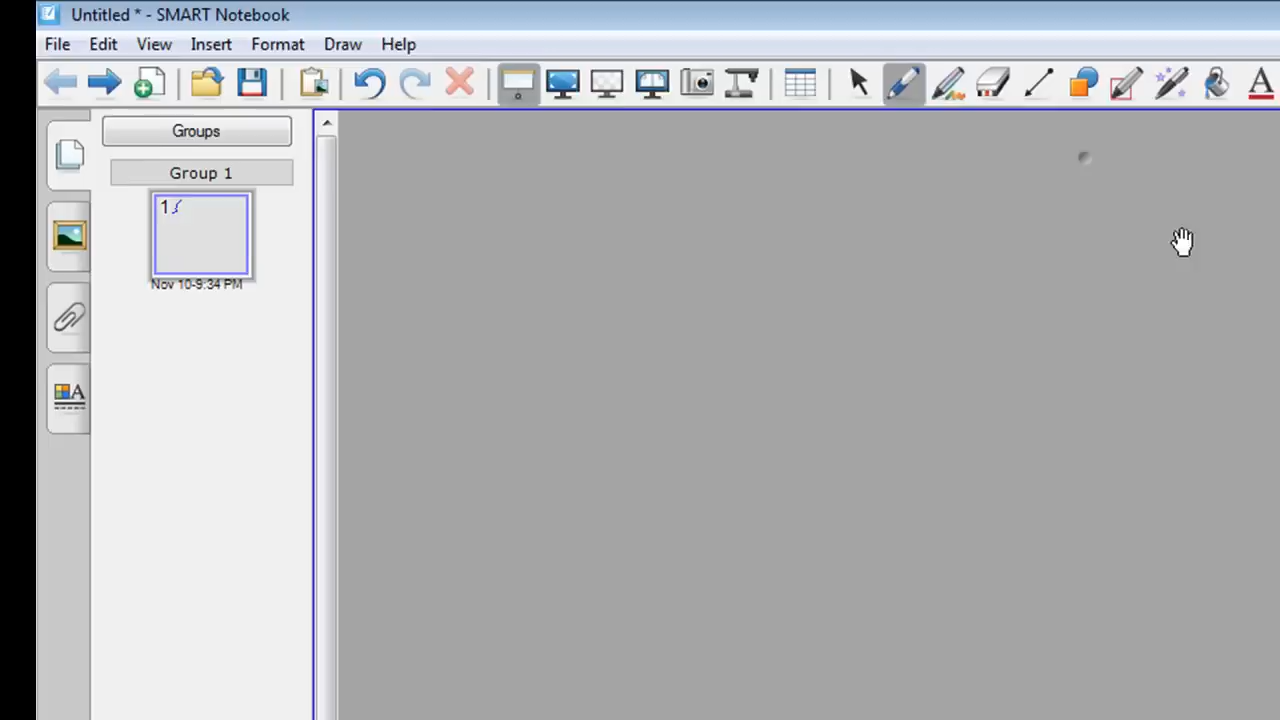 Untitled * - SMART Notebook
File Edit View Insert Format Draw Help
Groups
Group 1
1
Nov 10-9:34 PM